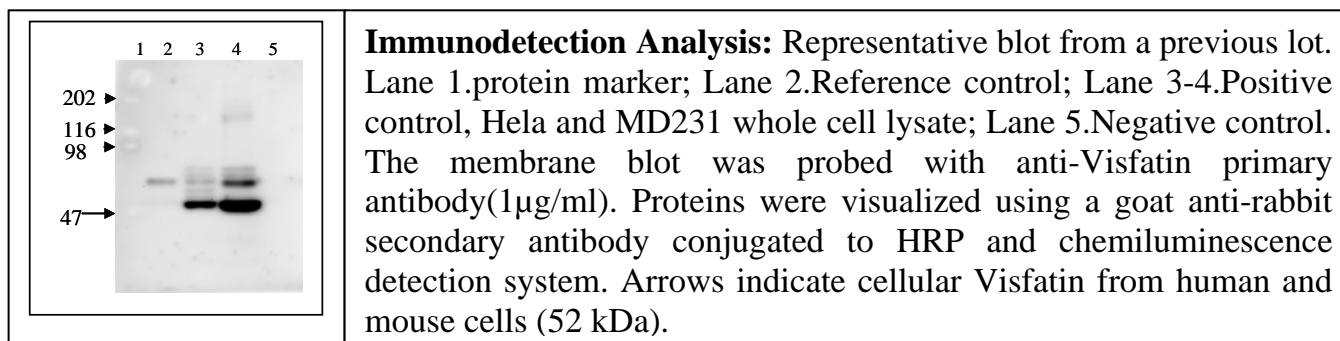 1 2 3 4 5
202
116
98
47
Immunodetection Analysis: Representative blot from a previous lot.
Lane 1.protein marker; Lane 2.Reference control; Lane 3-4.Positive
control, Hela and MD231 whole cell lysate; Lane 5.Negative control.
The membrane blot was probed with anti-Visfatin primary
antibody(1µg/ml). Proteins were visualized using a goat anti-rabbit
secondary antibody conjugated to HRP and chemiluminescence
detection system. Arrows indicate cellular Visfatin from human and
mouse cells (52 kDa).